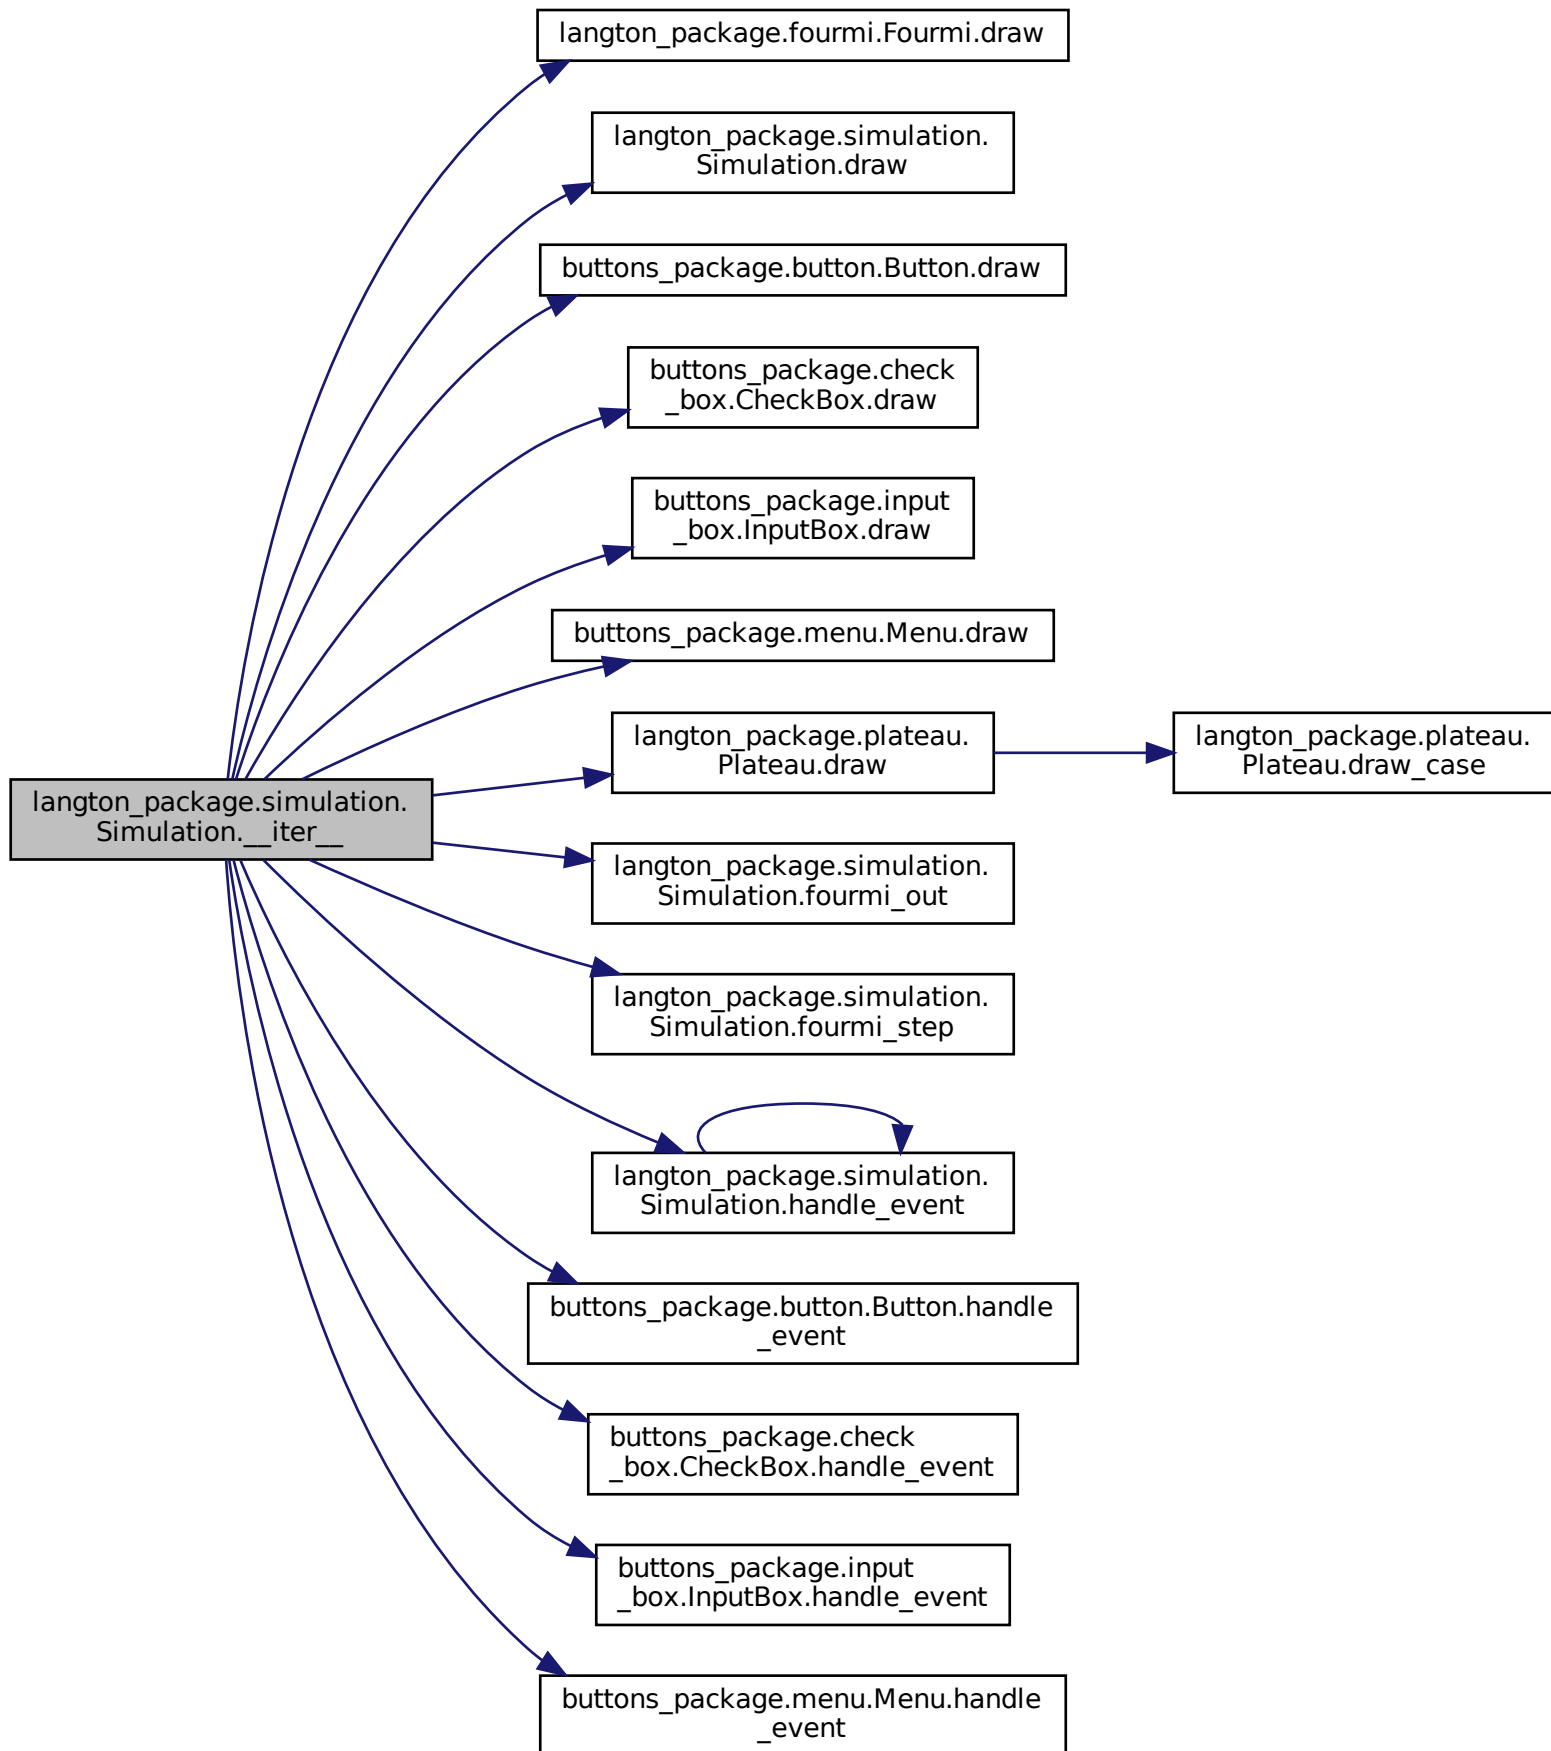 langton_package.fourmi.Fourmi.draw
langton_package.simulation.
Simulation.draw
buttons_package.button.Button.draw
buttons_package.check
_box.CheckBox.draw
buttons_package.input
_box.InputBox.draw
buttons_package.menu.Menu.draw
langton_package.plateau.
Plateau.draw
langton_package.plateau.
Plateau.draw_case
langton_package.simulation.
Simulation.__iter__
langton_package.simulation.
Simulation.fourmi_out
langton_package.simulation.
Simulation.fourmi_step
langton_package.simulation.
Simulation.handle_event
buttons_package.button.Button.handle
_event
buttons_package.check
_box.CheckBox.handle_event
buttons_package.input
_box.InputBox.handle_event
buttons_package.menu.Menu.handle
_event